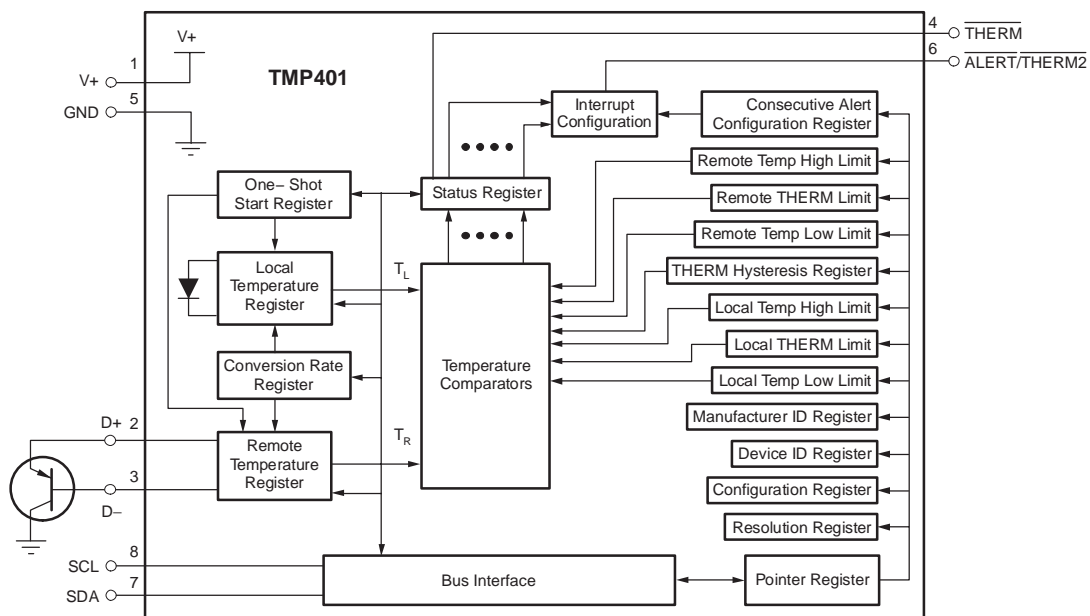 V+
TMP401
1
V+
5
GND
4
THERM
6
ALERT/THERM2
Interrupt
Configuration
Consecutive Alert
Configuration Register
Remote Temp High Limit
One− Shot
Start Register
Status Register
Remote THERM Limit
Remote Temp Low Limit
Local
Temperature
Register
TL
THERM Hysteresis Register
Local Temp High Limit
Local THERM Limit
Conversion Rate
Register
Temperature
Comparators
Local Temp Low Limit
Manufacturer ID Register
D+
2
Remote
Temperature
Register
TR
Device ID Register
3
D−
Configuration Register
Resolution Register
8
SCL
7
SDA
Bus Interface
Pointer Register